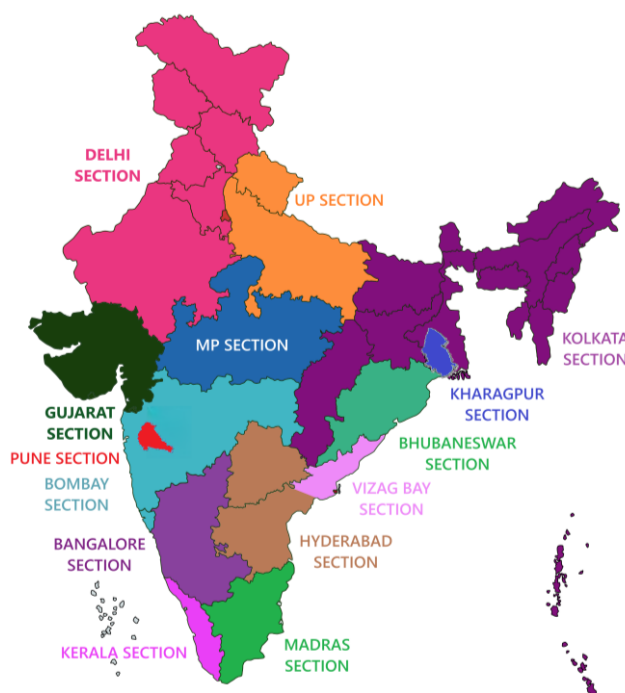 DELHI
SECTION
UP SECTION
MP SECTION
KOLKATA
SECTION
GUJARAT
SECTION
KHARAGPUR
SECTION
PUNE SECTION
BHUBANESWAR
SECTION
BOMBAY
SECTION
VIZAG BAY
SECTION
BANGALORE
SECTION
HYDERABAD
SECTION
KERALA SECTION
MADRAS
SECTION